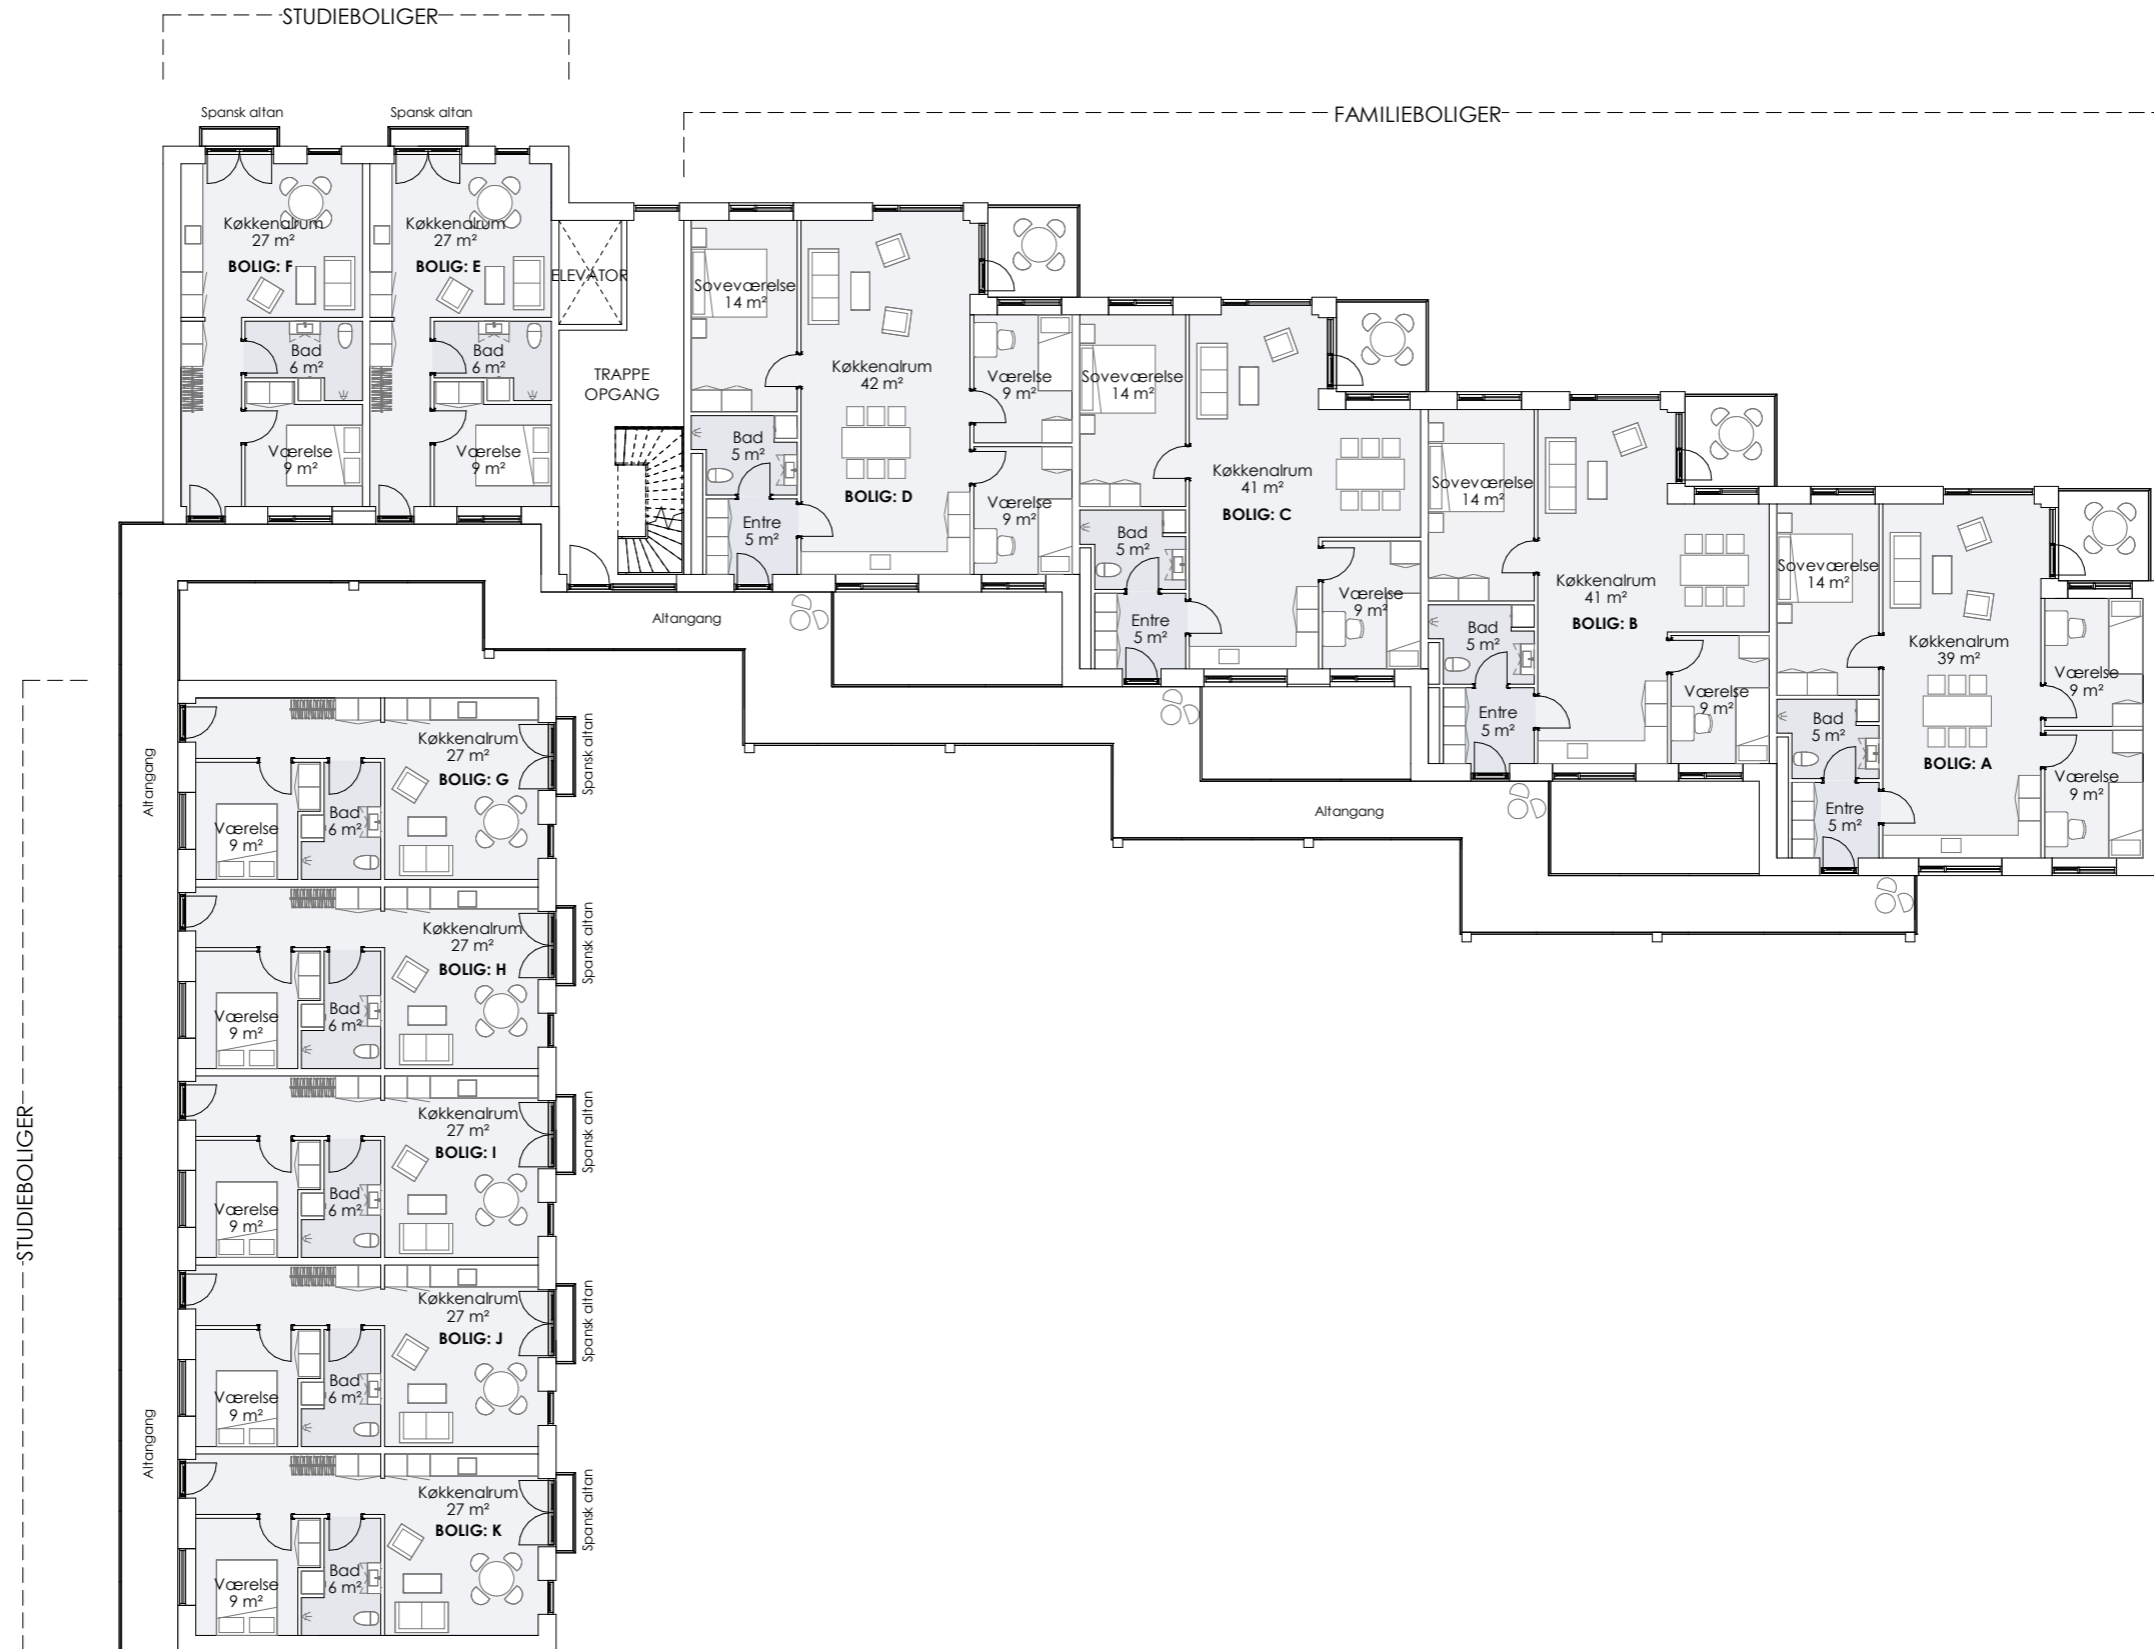 STUDIEBOLIGER
FAMILIEBOLIGER
Spansk altan
Spansk altan
Køkkenalrum
27 m²
BOLIG: F
Bad
6 m²
Værelse
9 m²
Køkkenalrum
27 m²
BOLIG: E
Bad
6 m²
Værelse
9 m²
ELEVATOR
TRAPPE
OPGANG
Soveværelse
14 m²
Køkkenalrum
42 m²
BOLIG: D
Bad
5 m²
Entre
5 m²
Værelse
9 m²
Værelse
9 m²
Soveværelse
14 m²
Køkkenalrum
41 m²
BOLIG: C
Bad
5 m²
Entre
5 m²
Værelse
9 m²
Soveværelse
14 m²
Køkkenalrum
41 m²
BOLIG: B
Bad
5 m²
Entre
5 m²
Værelse
9 m²
Soveværelse
14 m²
Køkkenalrum
39 m²
BOLIG: A
Bad
5 m²
Entre
5 m²
Værelse
9 m²
Værelse
9 m²
Altangang
Altangang
STUDIEBOLIGER
Altangang
Altangang
Køkkenalrum
27 m²
BOLIG: G
Bad
6 m²
Værelse
9 m²
Spansk altan
Køkkenalrum
27 m²
BOLIG: H
Bad
6 m²
Værelse
9 m²
Spansk altan
Køkkenalrum
27 m²
BOLIG: I
Bad
6 m²
Værelse
9 m²
Spansk altan
Køkkenalrum
27 m²
BOLIG: J
Bad
6 m²
Værelse
9 m²
Spansk altan
Køkkenalrum
27 m²
BOLIG: K
Bad
6 m²
Værelse
9 m²
Spansk altan